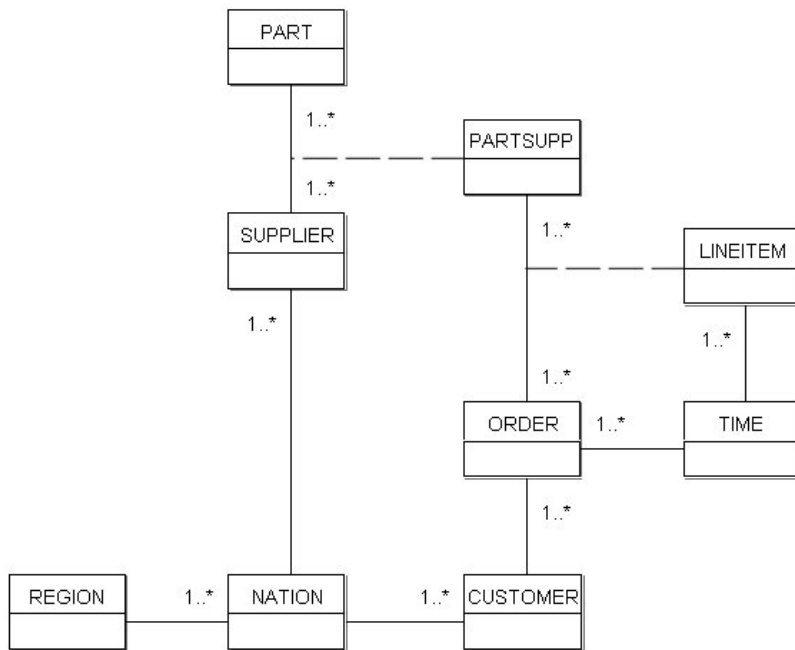 PART
1..*
PARTSUPP
1..*
SUPPLIER
1..*
LINEITEM
1..*
1..*
1..*
ORDER
1..*
TIME
1..*
REGION
1..*
NATION
1..*
CUSTOMER